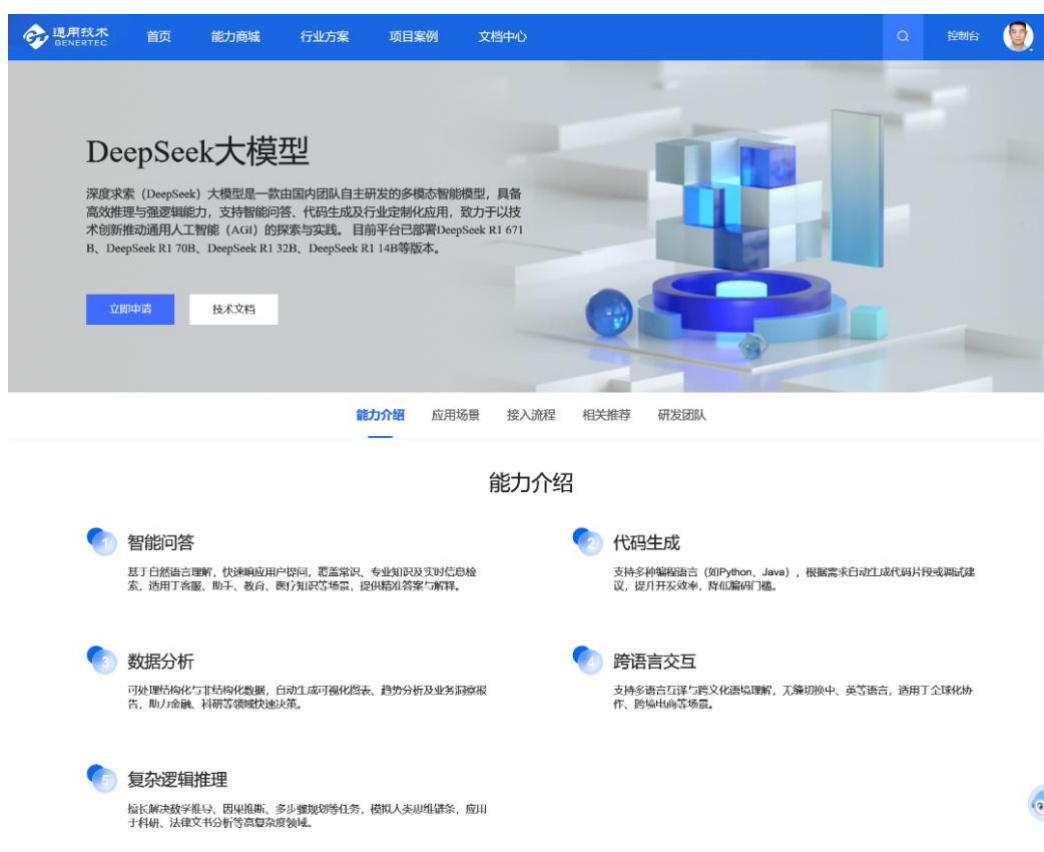 通用技术
GENERTEC
首页 能力商城 行业方案 项目案例 文档中心 控制台
DeepSeek大模型
深度求索（DeepSeek）大模型是一款由国内团队自主研发的多模态智能模型，具备
高效推理与强逻辑能力，支持智能问答、代码生成及行业定制化应用，致力于以技
术创新推动通用人工智能（AGI）的探索与实践。 目前平台已部署DeepSeek R1 671
B、DeepSeek R1 70B、DeepSeek R1 32B、DeepSeek R1 14B等版本。
立即申请 技术文档
能力介绍 应用场景 接入流程 相关推荐 研发团队
能力介绍
1 智能问答
基于自然语言理解，快速响应用户提问，覆盖常识、专业知识及实时信息检
索，适用于客服、助手、教育、医疗知识等场景，提供精准答案与解释。
2 代码生成
支持多种编程语言（如Python、Java），根据需求自动生成代码片段或调试建
议，提升开发效率，降低编码门槛。
3 数据分析
可处理结构化与非结构化数据，自动生成可视化图表、趋势分析及业务洞察报
告，助力金融、科研等领域快速决策。
4 跨语言交互
支持多语言互译与跨文化语境理解，无缝切换中、英等语言，适用于全球化协
作、跨境电商等场景。
5 复杂逻辑推理
擅长解决数学推导、因果推断、多步骤规划等任务，模拟人类思维链条，应用
于科研、法律文书分析等高复杂度领域。